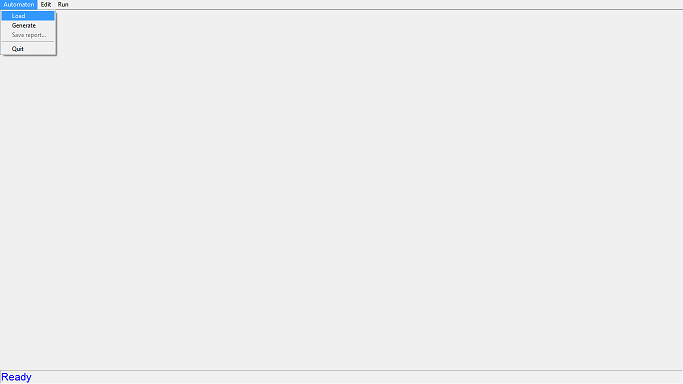 Automaton Edit Run
Load
Generate
Save report...
Quit
Ready